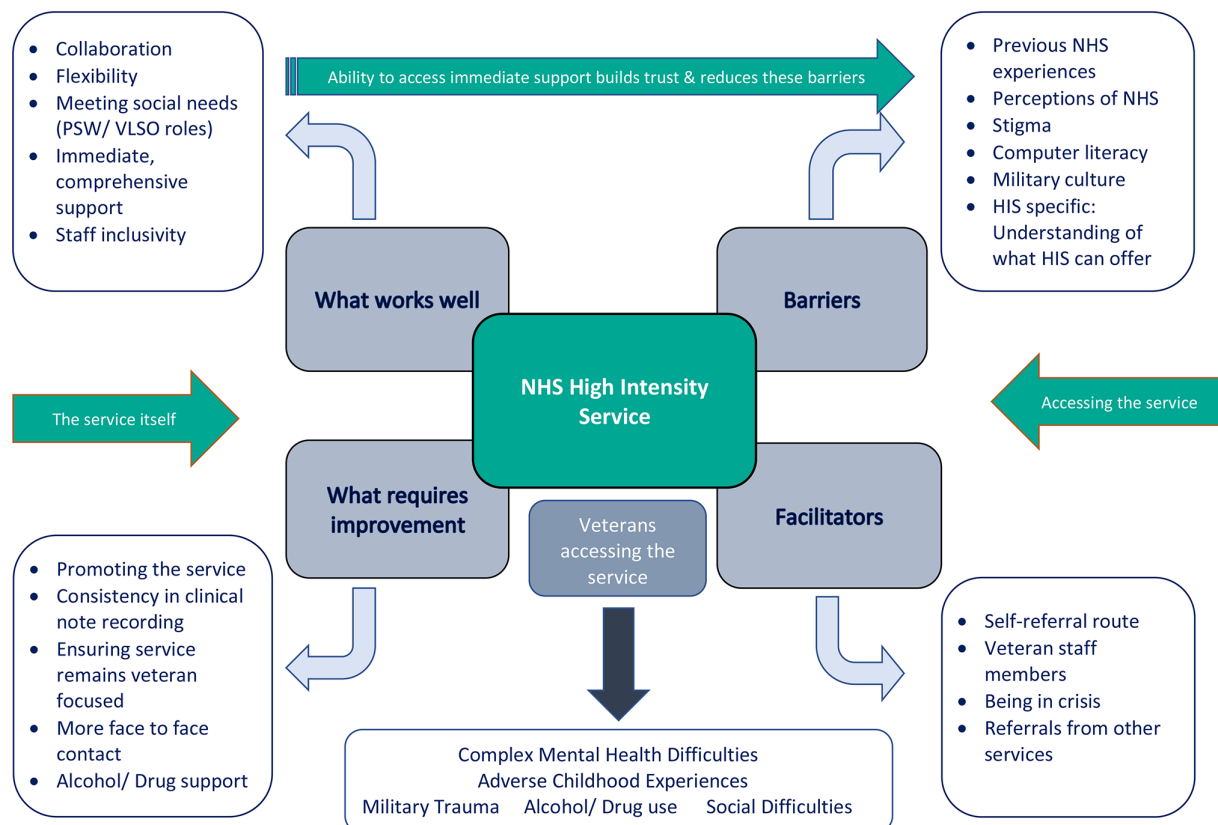 • Collaboration
• Flexibility
• Meeting social needs
(PSW/ VLSO roles)
• Immediate,
comprehensive
support
• Staff inclusivity
Ability to access immediate support builds trust & reduces these barriers
• Previous NHS
experiences
• Perceptions of NHS
• Stigma
• Computer literacy
• Military culture
• HIS specific:
Understanding of
what HIS can offer
What works well
Barriers
NHS High Intensity
Service
The service itself
Accessing the service
What requires
improvement
Veterans
accessing the
service
Facilitators
• Promoting the service
• Consistency in clinical
note recording
• Ensuring service
remains veteran
focused
• More face to face
contact
• Alcohol/ Drug support
• Self-referral route
• Veteran staff
members
• Being in crisis
• Referrals from other
services
Complex Mental Health Difficulties
Adverse Childhood Experiences
Military Trauma Alcohol/ Drug use Social Difficulties